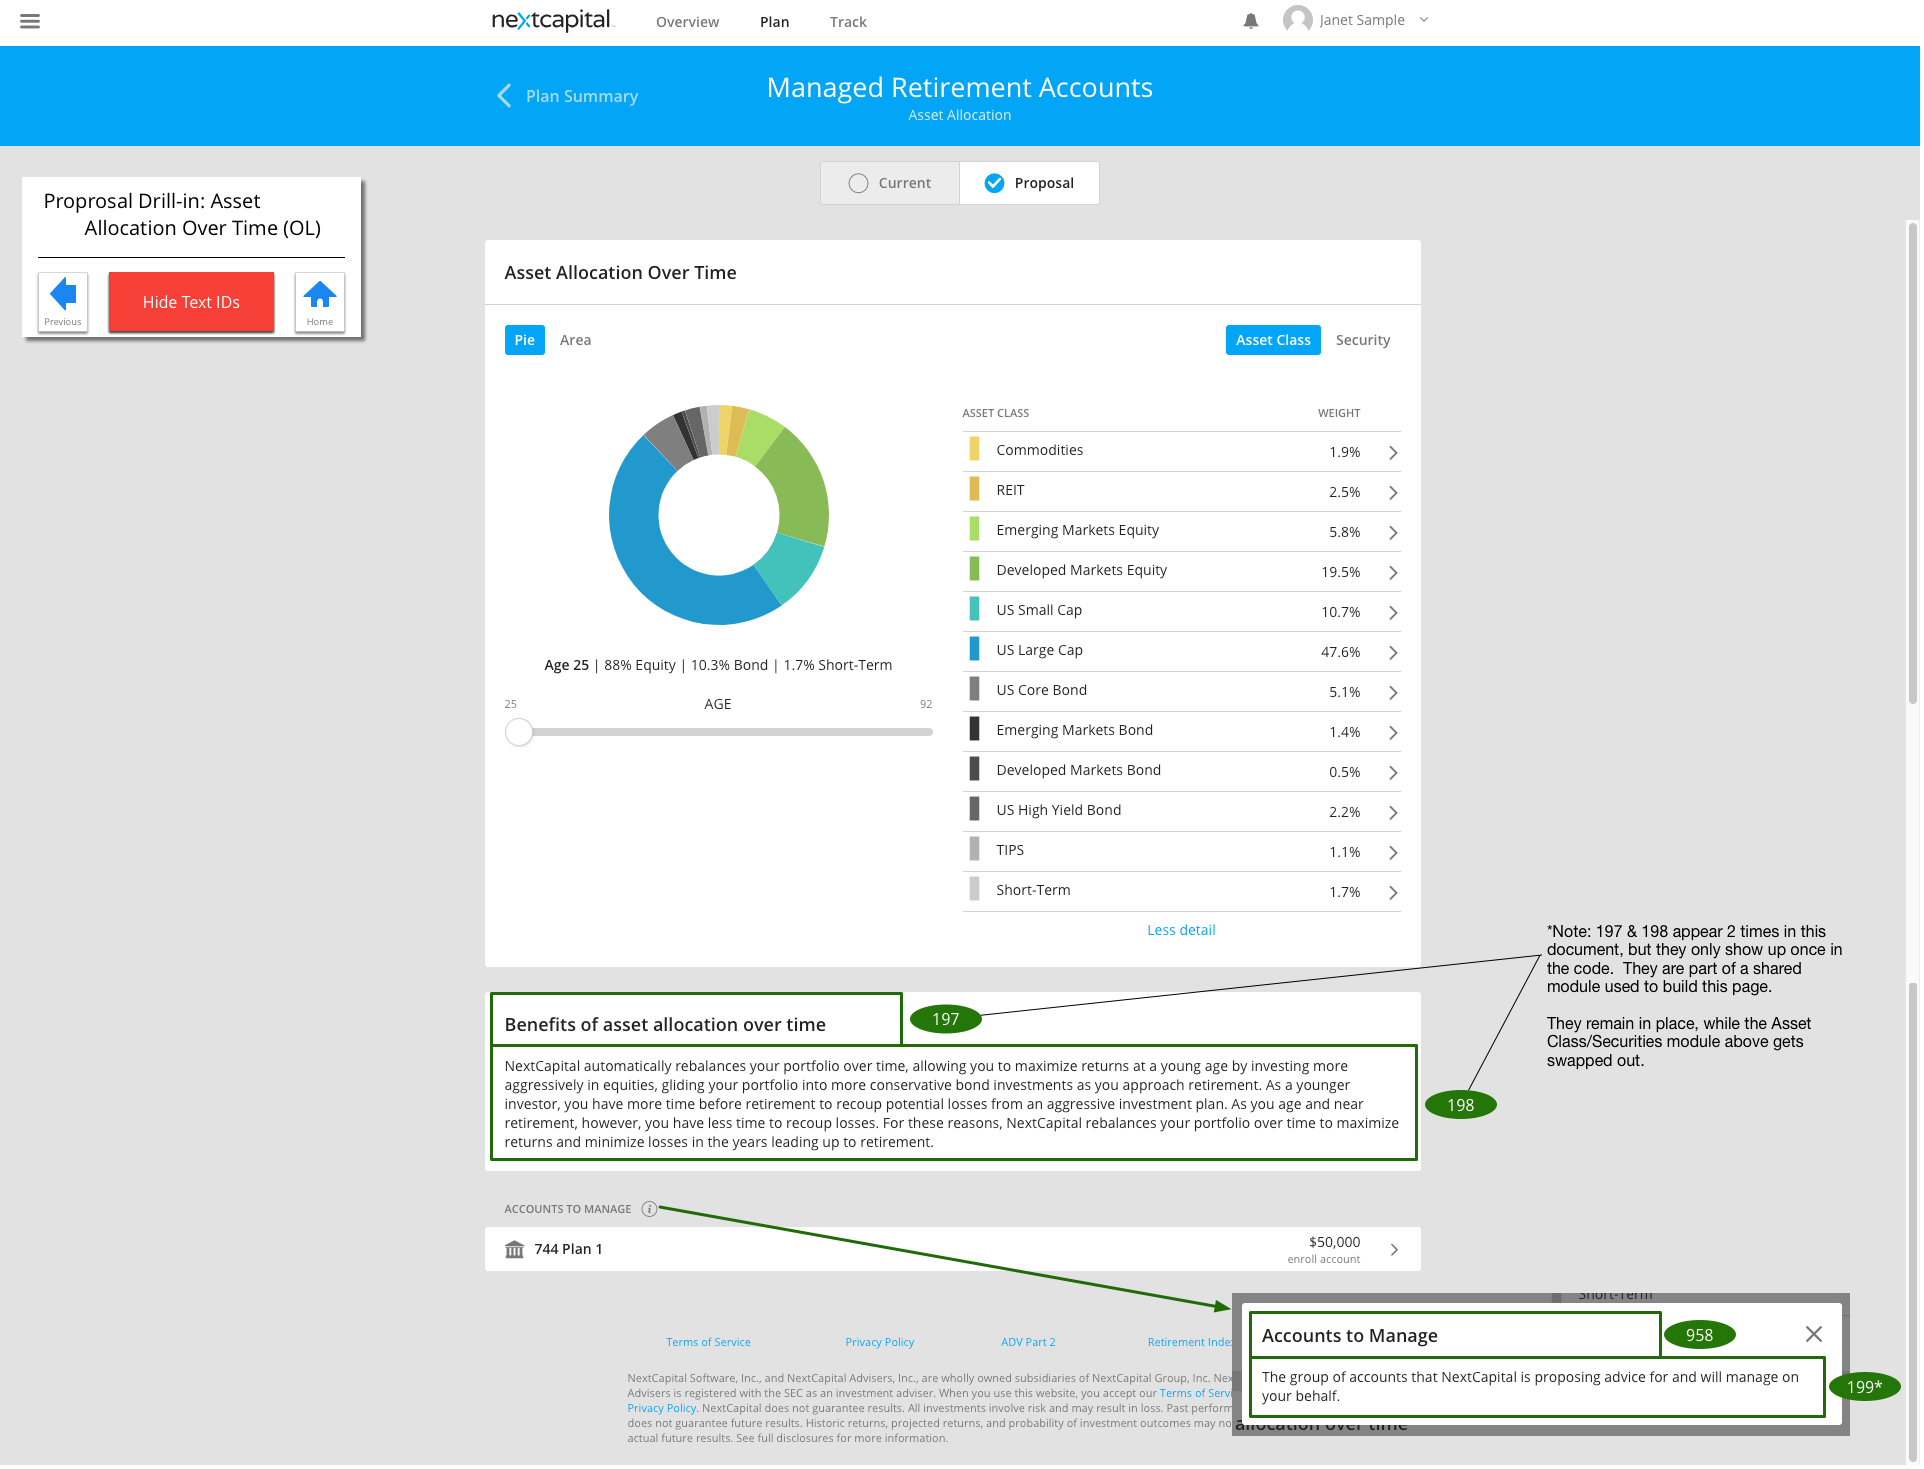 nextcapital
Overview
Plan
Track
Janet Sample
Plan Summary
Managed Retirement Accounts
Asset Allocation
Current
Proposal
Proprosal Drill-in: Asset
Allocation Over Time (OL)
Previous
Hide Text IDs
Home
Asset Allocation Over Time
Pie
Area
Asset Class
Security
ASSET CLASS
WEIGHT
Commodities 1.9%
REIT 2.5%
Emerging Markets Equity 5.8%
Developed Markets Equity 19.5%
US Small Cap 10.7%
US Large Cap 47.6%
US Core Bond 5.1%
Emerging Markets Bond 1.4%
Developed Markets Bond 0.5%
US High Yield Bond 2.2%
TIPS 1.1%
Short-Term 1.7%
Less detail
Age 25 | 88% Equity | 10.3% Bond | 1.7% Short-Term
25
AGE
92
*Note: 197 & 198 appear 2 times in this
document, but they only show up once in
the code. They are part of a shared
module used to build this page.
They remain in place, while the Asset
Class/Securities module above gets
swapped out.
Benefits of asset allocation over time
197
NextCapital automatically rebalances your portfolio over time, allowing you to maximize returns at a young age by investing more
aggressively in equities, gliding your portfolio into more conservative bond investments as you approach retirement. As a younger
investor, you have more time before retirement to recoup potential losses from an aggressive investment plan. As you age and near
retirement, however, you have less time to recoup losses. For these reasons, NextCapital rebalances your portfolio over time to maximize
returns and minimize losses in the years leading up to retirement.
198
ACCOUNTS TO MANAGE i
744 Plan 1
$50,000
enroll account
Short-Term
Accounts to Manage
958
The group of accounts that NextCapital is proposing advice for and will manage on
your behalf.
199*
allocation over time
Terms of Service
Privacy Policy
ADV Part 2
Retirement Inde
NextCapital Software, Inc., and NextCapital Advisers, Inc., are wholly owned subsidiaries of NextCapital Group, Inc. Nex
Advisers is registered with the SEC as an investment adviser. When you use this website, you accept our Terms of Servi
Privacy Policy. NextCapital does not guarantee results. All investments involve risk and may result in loss. Past perform
does not guarantee future results. Historic returns, projected returns, and probability of investment outcomes may no
actual future results. See full disclosures for more information.